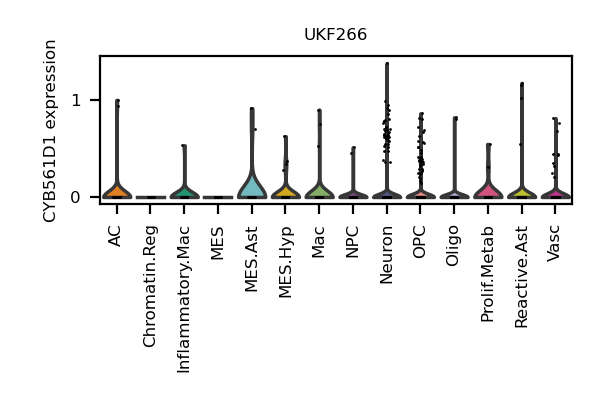 UKF266
CYB561D1 expression
1
0
AC
Chromatin.Reg
Inflammatory.Mac
MES
MES.Ast
MES.Hyp
Mac
NPC
Neuron
OPC
Oligo
Prolif.Metab
Reactive.Ast
Vasc